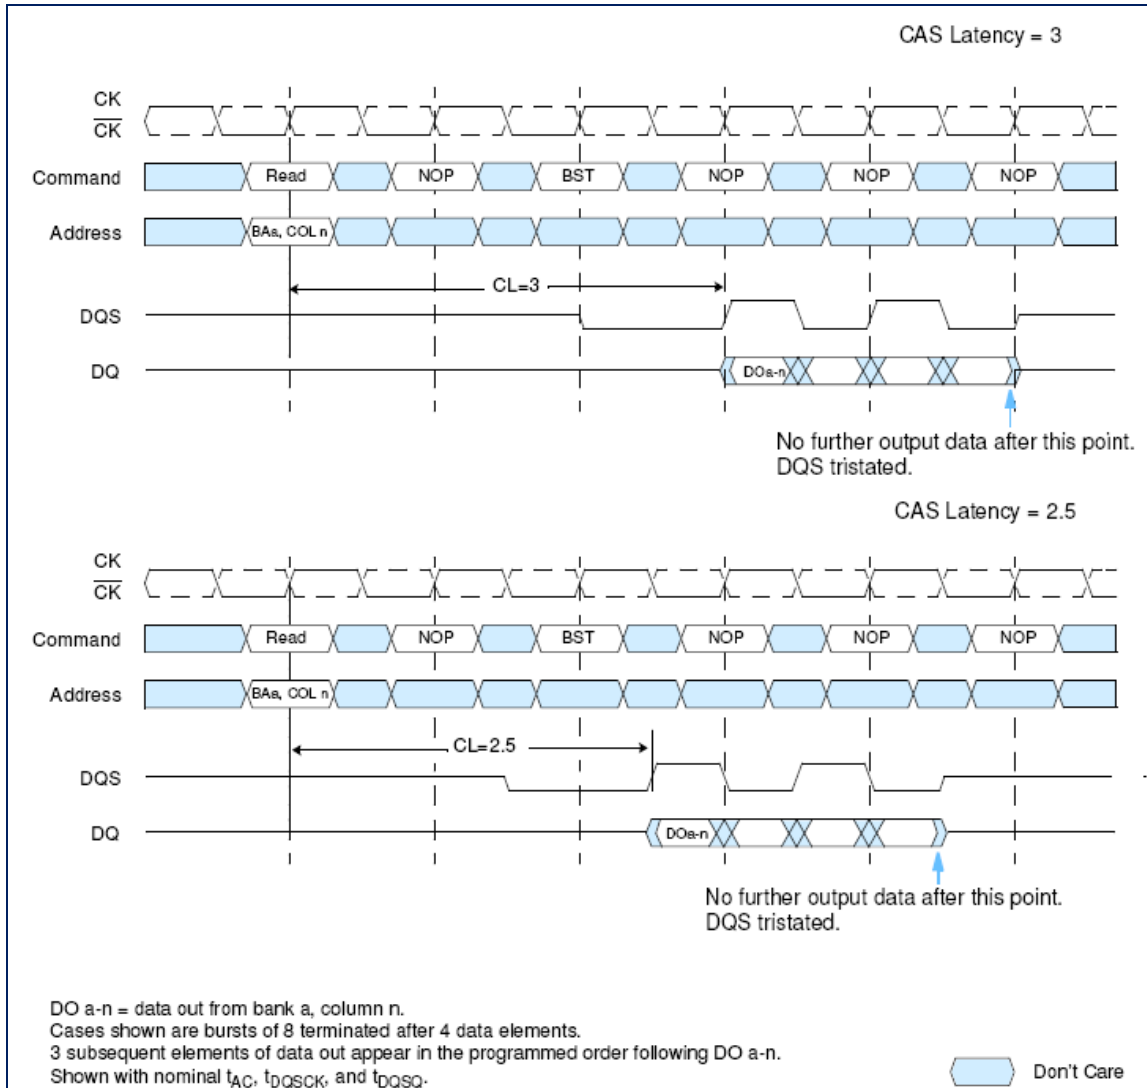 CAS Latency = 3
CK
CK
Command Read NOP BST NOP NOP NOP
Address BAa, COL n
CL=3
DQS
DQ DOa-n
No further output data after this point.
DQS tristated.
CAS Latency = 2.5
CK
CK
Command Read NOP BST NOP NOP NOP
Address BAa, COL n
CL=2.5
DQS
DQ DOa-n
No further output data after this point.
DQS tristated.
DO a-n = data out from bank a, column n.
Cases shown are bursts of 8 terminated after 4 data elements.
3 subsequent elements of data out appear in the programmed order following DO a-n.
Shown with nominal tAC, tDQSCK, and tDQSQ.
Don't Care